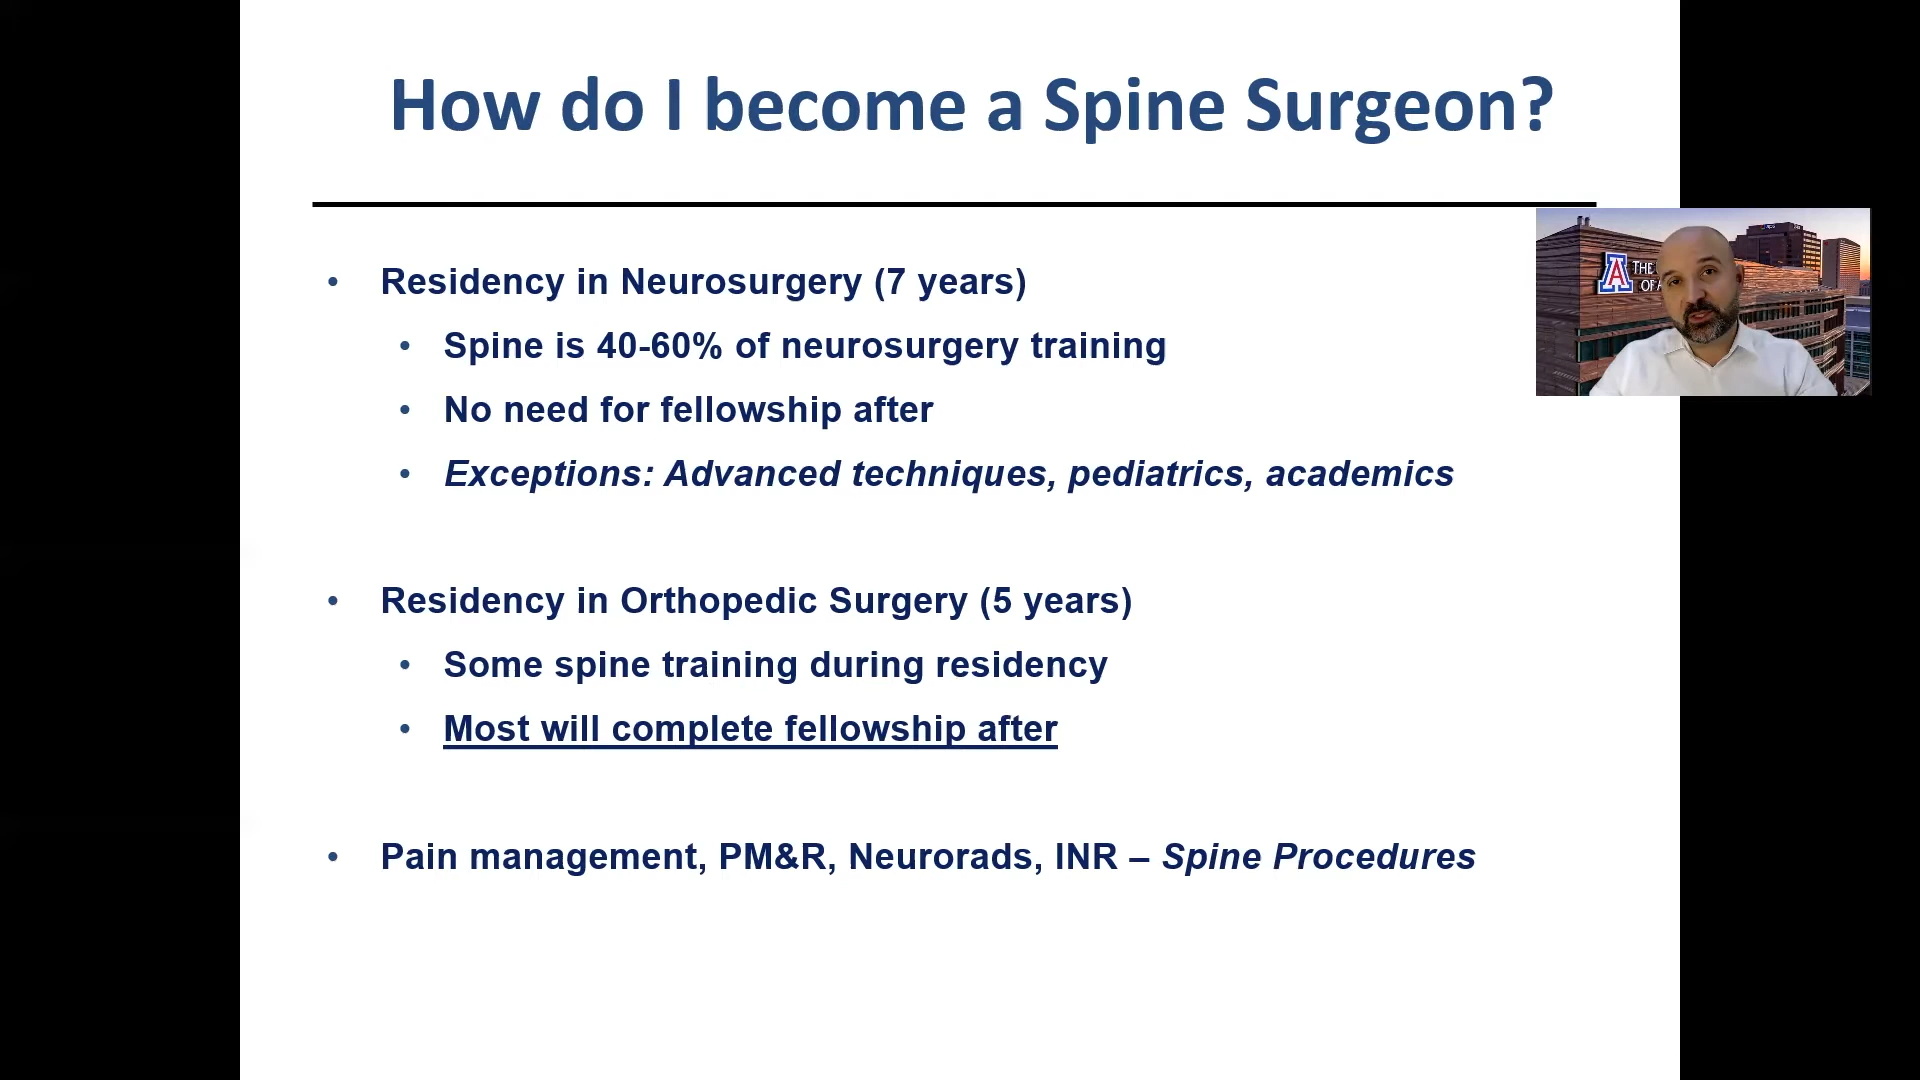 How do I become a Spine Surgeon?
• Residency in Neurosurgery (7 years)
• Spine is 40-60% of neurosurgery training
• No need for fellowship after
• Exceptions: Advanced techniques, pediatrics, academics
• Residency in Orthopedic Surgery (5 years)
• Some spine training during residency
• Most will complete fellowship after
• Pain management, PM&R, Neurorads, INR – Spine Procedures
A
THE
OF